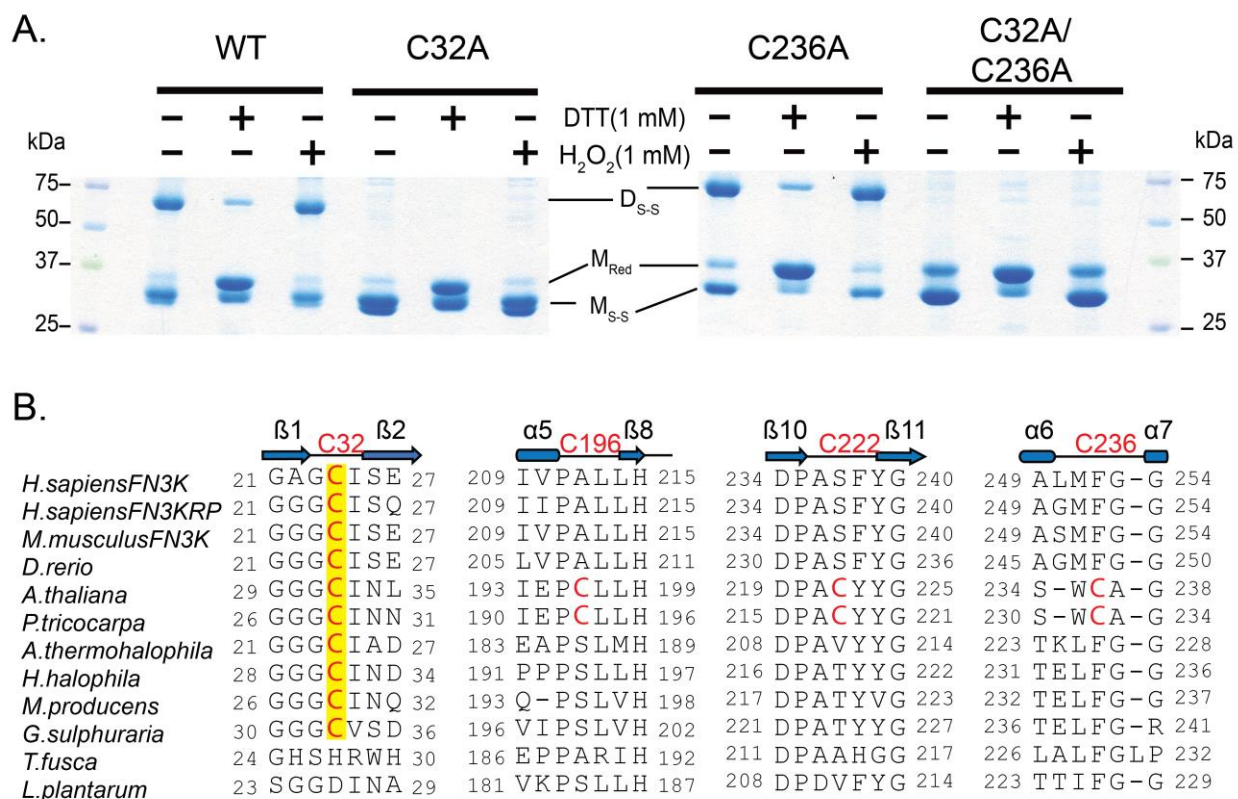 A.
WT C32A C236A C32A/
C236A
− + − − + − DTT(1 mM) − + − − + −
− − + − + H₂O₂(1 mM) − − + − − +
kDa kDa
75– – 75
50– D_S-S – 50
37– M_Red – 37
M_S-S
25– – 25
B.
ß1 C32 ß2 α5 C196 ß8 ß10 C222 ß11 α6 C236 α7
H.sapiensFN3K 21 GAGCISE 27 209 IVPALLH 215 234 DPASFYG 240 249 ALMFG-G 254
H.sapiensFN3KRP 21 GGGCISQ 27 209 IIPALLH 215 234 DPASFYG 240 249 AGMFG-G 254
M.musculusFN3K 21 GGGCISE 27 209 IVPALLH 215 234 DPASFYG 240 249 ASMFG-G 254
D.rerio 21 GGGCISE 27 205 LVPALLH 211 230 DPASFYG 236 245 AGMFG-G 250
A.thaliana 29 GGGCINL 35 193 IEPCLLH 199 219 DPACYYG 225 234 S-WCA-G 238
P.tricocarpa 26 GGGCINN 31 190 IEPCLLH 196 215 DPACYYG 221 230 S-WCA-G 234
A.thermohalophila 21 GGGCIAD 27 183 EAPSLMH 189 208 DPAVYYG 214 223 TKLFG-G 228
H.halophila 28 GGGCIND 34 191 PPPSLLH 197 216 DPATYYG 222 231 TELFG-G 236
M.producens 26 GGGCINQ 32 193 Q-PSLVH 198 217 DPATYVG 223 232 TELFG-G 237
G.sulphuraria 30 GGGCVSD 36 196 VIPSLVH 202 221 DPATYYG 227 236 TELFG-R 241
T.fusca 24 GHSHRWH 30 186 EPPARIH 192 211 DPAAHGG 217 226 LALFGLP 232
L.plantarum 23 SGGDINA 29 181 VKPSLLH 187 208 DPDVFYG 214 223 TTIFG-G 229